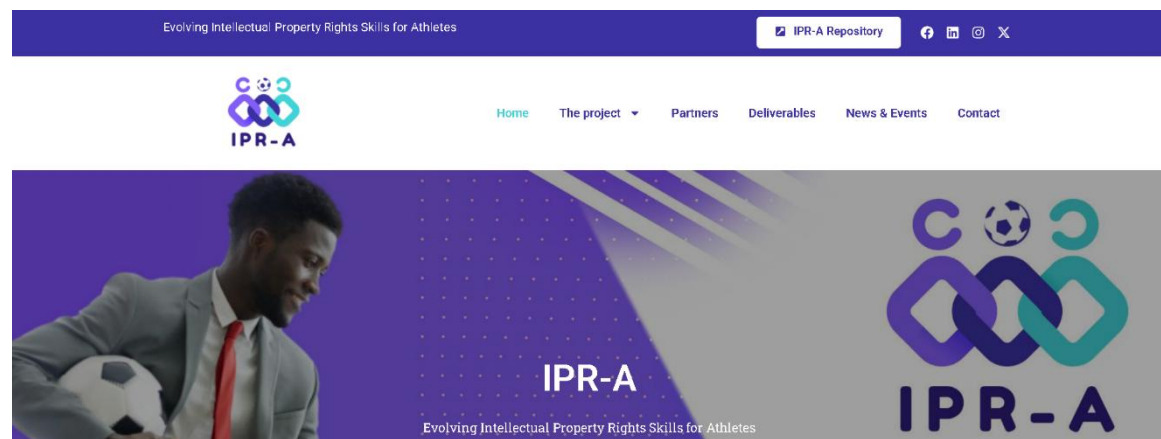 Evolving Intellectual Property Rights Skills for Athletes
IPR-A Repository
IPR-A
Home
The project
Partners
Deliverables
News & Events
Contact
IPR-A
Evolving Intellectual Property Rights Skills for Athletes
IPR-A